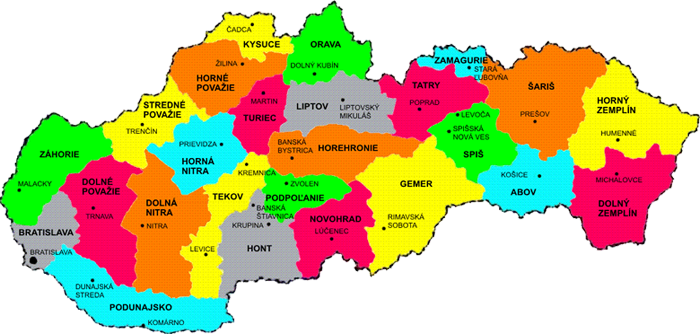 ČADCA
KYSUCE
ORAVA
DOLNÝ KUBÍN
ŽILINA
HORNÉ
POVAŽIE
ZAMAGURIE
STARÁ
ĽUBOVŇA
TATRY
POPRAD
ŠARIŠ
PREŠOV
HORNÝ
ZEMPLÍN
HUMENNÉ
STREDNÉ
POVAŽIE
TRENČÍN
MARTIN
TURIEC
LIPTOV
LIPTOVSKÝ
MIKULÁŠ
LEVOČA
SPIŠSKÁ
NOVÁ VES
SPIŠ
ZÁHORIE
MALACKY
PRIEVIDZA
HORNÁ
NITRA
BANSKÁ
BYSTRICA
HOREHRONIE
KREMNICA
DOLNÉ
POVAŽIE
TRNAVA
DOLNÁ
NITRA
NITRA
TEKOV
ZVOLEN
PODPOĽANIE
GEMER
RIMAVSKÁ
SOBOTA
KOŠICE
ABOV
MICHALOVCE
DOLNÝ
ZEMPLÍN
BRATISLAVA
BRATISLAVA
BANSKÁ
ŠTIAVNICA
KRUPINA
HONT
NOVOHRAD
LUČENEC
LEVICE
DUNAJSKÁ
STREDA
PODUNAJSKO
KOMÁRNO